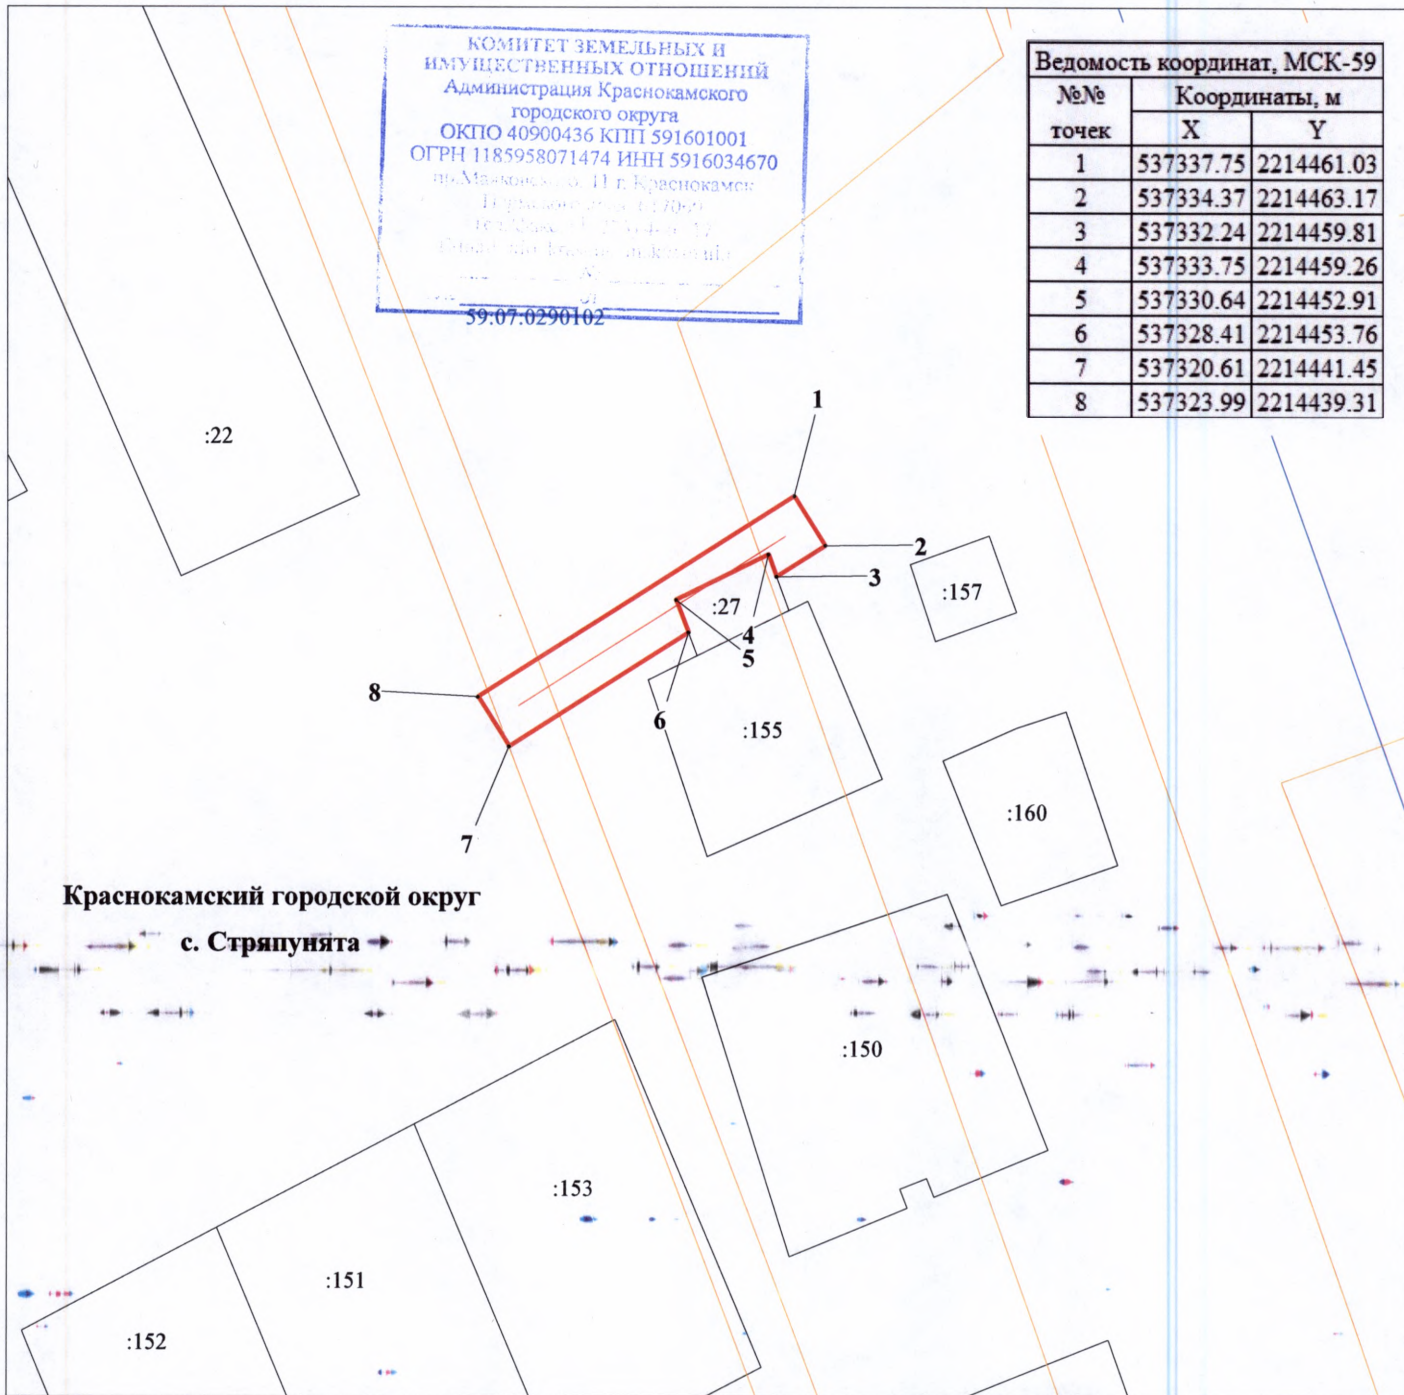 КОМИТЕТ ЗЕМЕЛЬНЫХ И
ИМУЩЕСТВЕННЫХ ОТНОШЕНИЙ
Администрация Краснокамского
городского округа
ОКПО 40900436 КПП 591601001
ОГРН 1185958071474 ИНН 5916034670
11 г. Краснокамск
59:07:0290102
Ведомость координат, МСК-59
№№ точек Координаты, м
X Y
1 537337.75 2214461.03
2 537334.37 2214463.17
3 537332.24 2214459.81
4 537333.75 2214459.26
5 537330.64 2214452.91
6 537328.41 2214453.76
7 537320.61 2214441.45
8 537323.99 2214439.31
:22
1
2
3
:157
:27
4
5
8
6
:155
:160
7
Краснокамский городской округ
с. Стряпунята
:150
:153
:151
:152